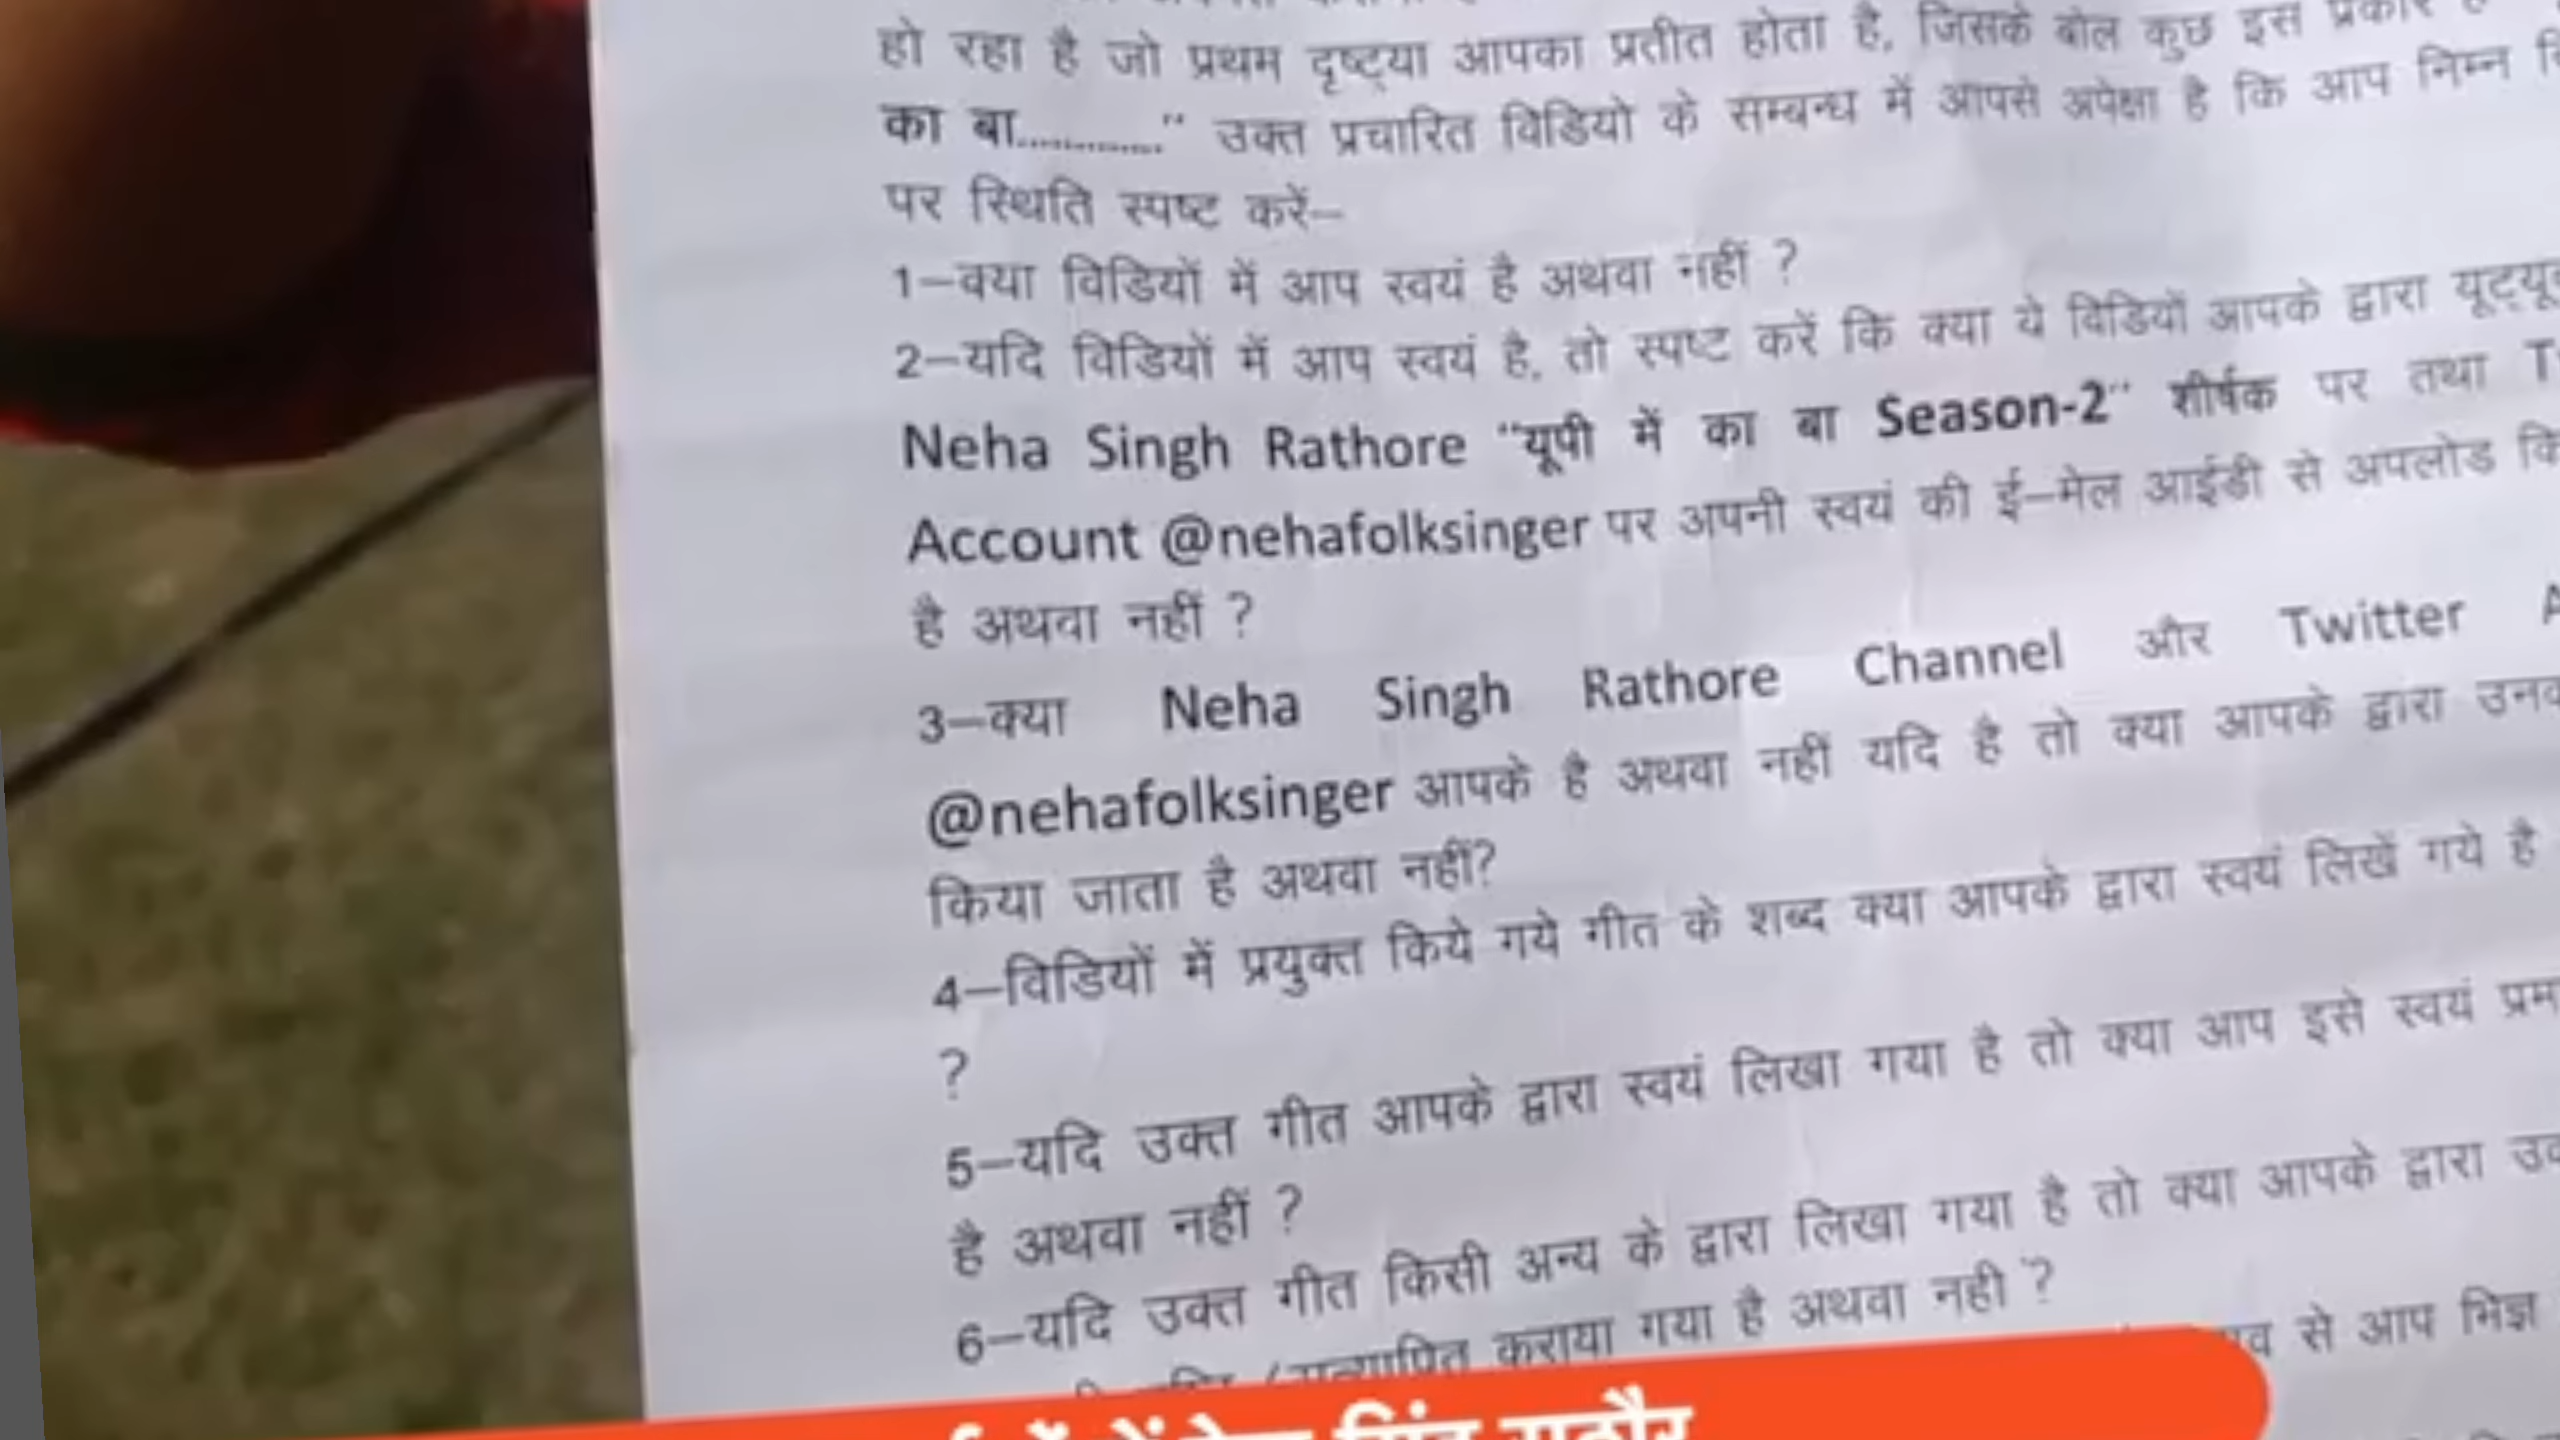 हो रहा है जो प्रथम दृष्ट्या आपका प्रतीत होता है, जिसके बोल कुछ इस प्रकार है
का बा..............“ उक्त प्रचारित विडियो के सम्बन्ध में आपसे अपेक्षा है कि आप निम्न
पर स्थिति स्पष्ट करें–
1–क्या विडियों में आप स्वयं है अथवा नहीं ?
2–यदि विडियों में आप स्वयं है, तो स्पष्ट करें कि क्या ये विडियों आपके द्वारा
Neha Singh Rathore “यूपी में का बा Season-2“ शीर्षक पर तथा
Account @nehafolksinger पर अपनी स्वयं की ई–मेल आईडी से अपलोड
है अथवा नहीं ?
3–क्या Neha Singh Rathore Channel और Twitter
@nehafolksinger आपके है अथवा नहीं यदि है तो क्या आपके द्वारा
किया जाता है अथवा नहीं?
4–विडियों में प्रयुक्त किये गये गीत के शब्द क्या आपके द्वारा स्वयं लिखें गये है
?
5–यदि उक्त गीत आपके द्वारा स्वयं लिखा गया है तो क्या आप इसे स्वयं
है अथवा नहीं ?
6–यदि उक्त गीत किसी अन्य के द्वारा लिखा गया है तो क्या आपके द्वारा
कराया गया है अथवा नही ?
से आप भिज्ञ